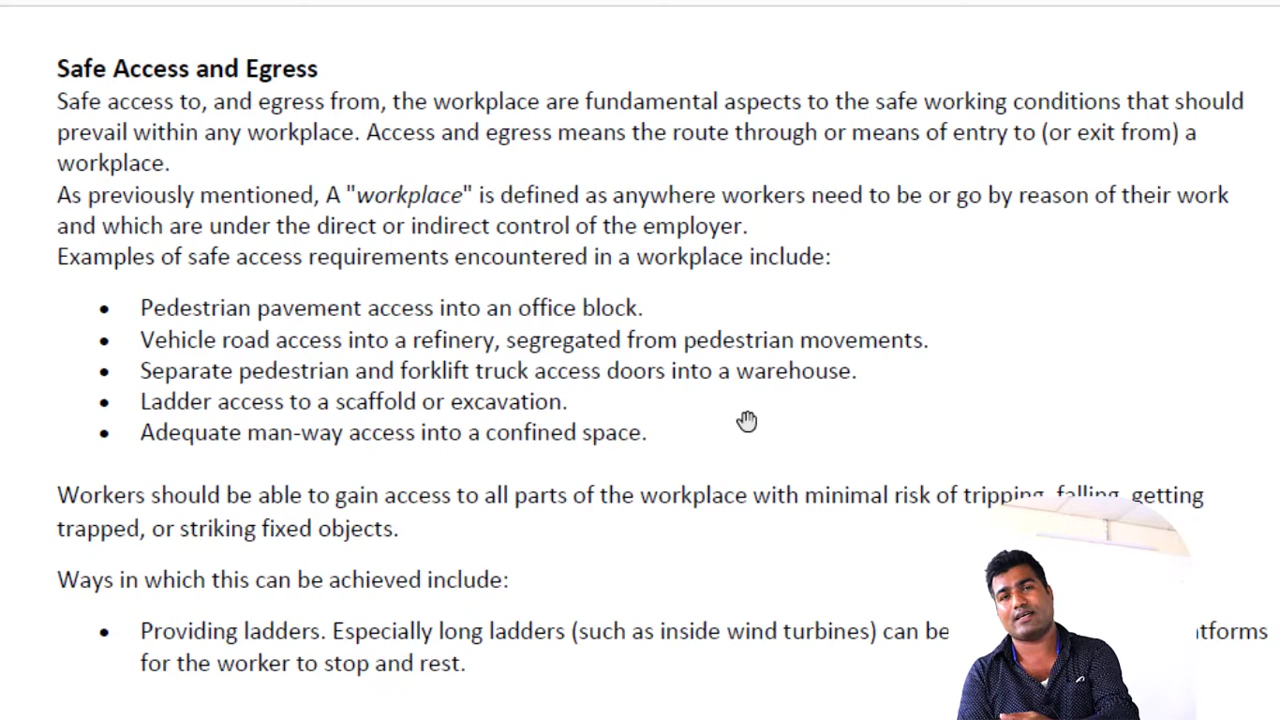 Safe Access and Egress
Safe access to, and egress from, the workplace are fundamental aspects to the safe working conditions that should
prevail within any workplace. Access and egress means the route through or means of entry to (or exit from) a
workplace.
As previously mentioned, A "workplace" is defined as anywhere workers need to be or go by reason of their work
and which are under the direct or indirect control of the employer.
Examples of safe access requirements encountered in a workplace include:
• Pedestrian pavement access into an office block.
• Vehicle road access into a refinery, segregated from pedestrian movements.
• Separate pedestrian and forklift truck access doors into a warehouse.
• Ladder access to a scaffold or excavation.
• Adequate man-way access into a confined space.
Workers should be able to gain access to all parts of the workplace with minimal risk of tripping, falling, getting
trapped, or striking fixed objects.
Ways in which this can be achieved include:
• Providing ladders. Especially long ladders (such as inside wind turbines) can be
for the worker to stop and rest.